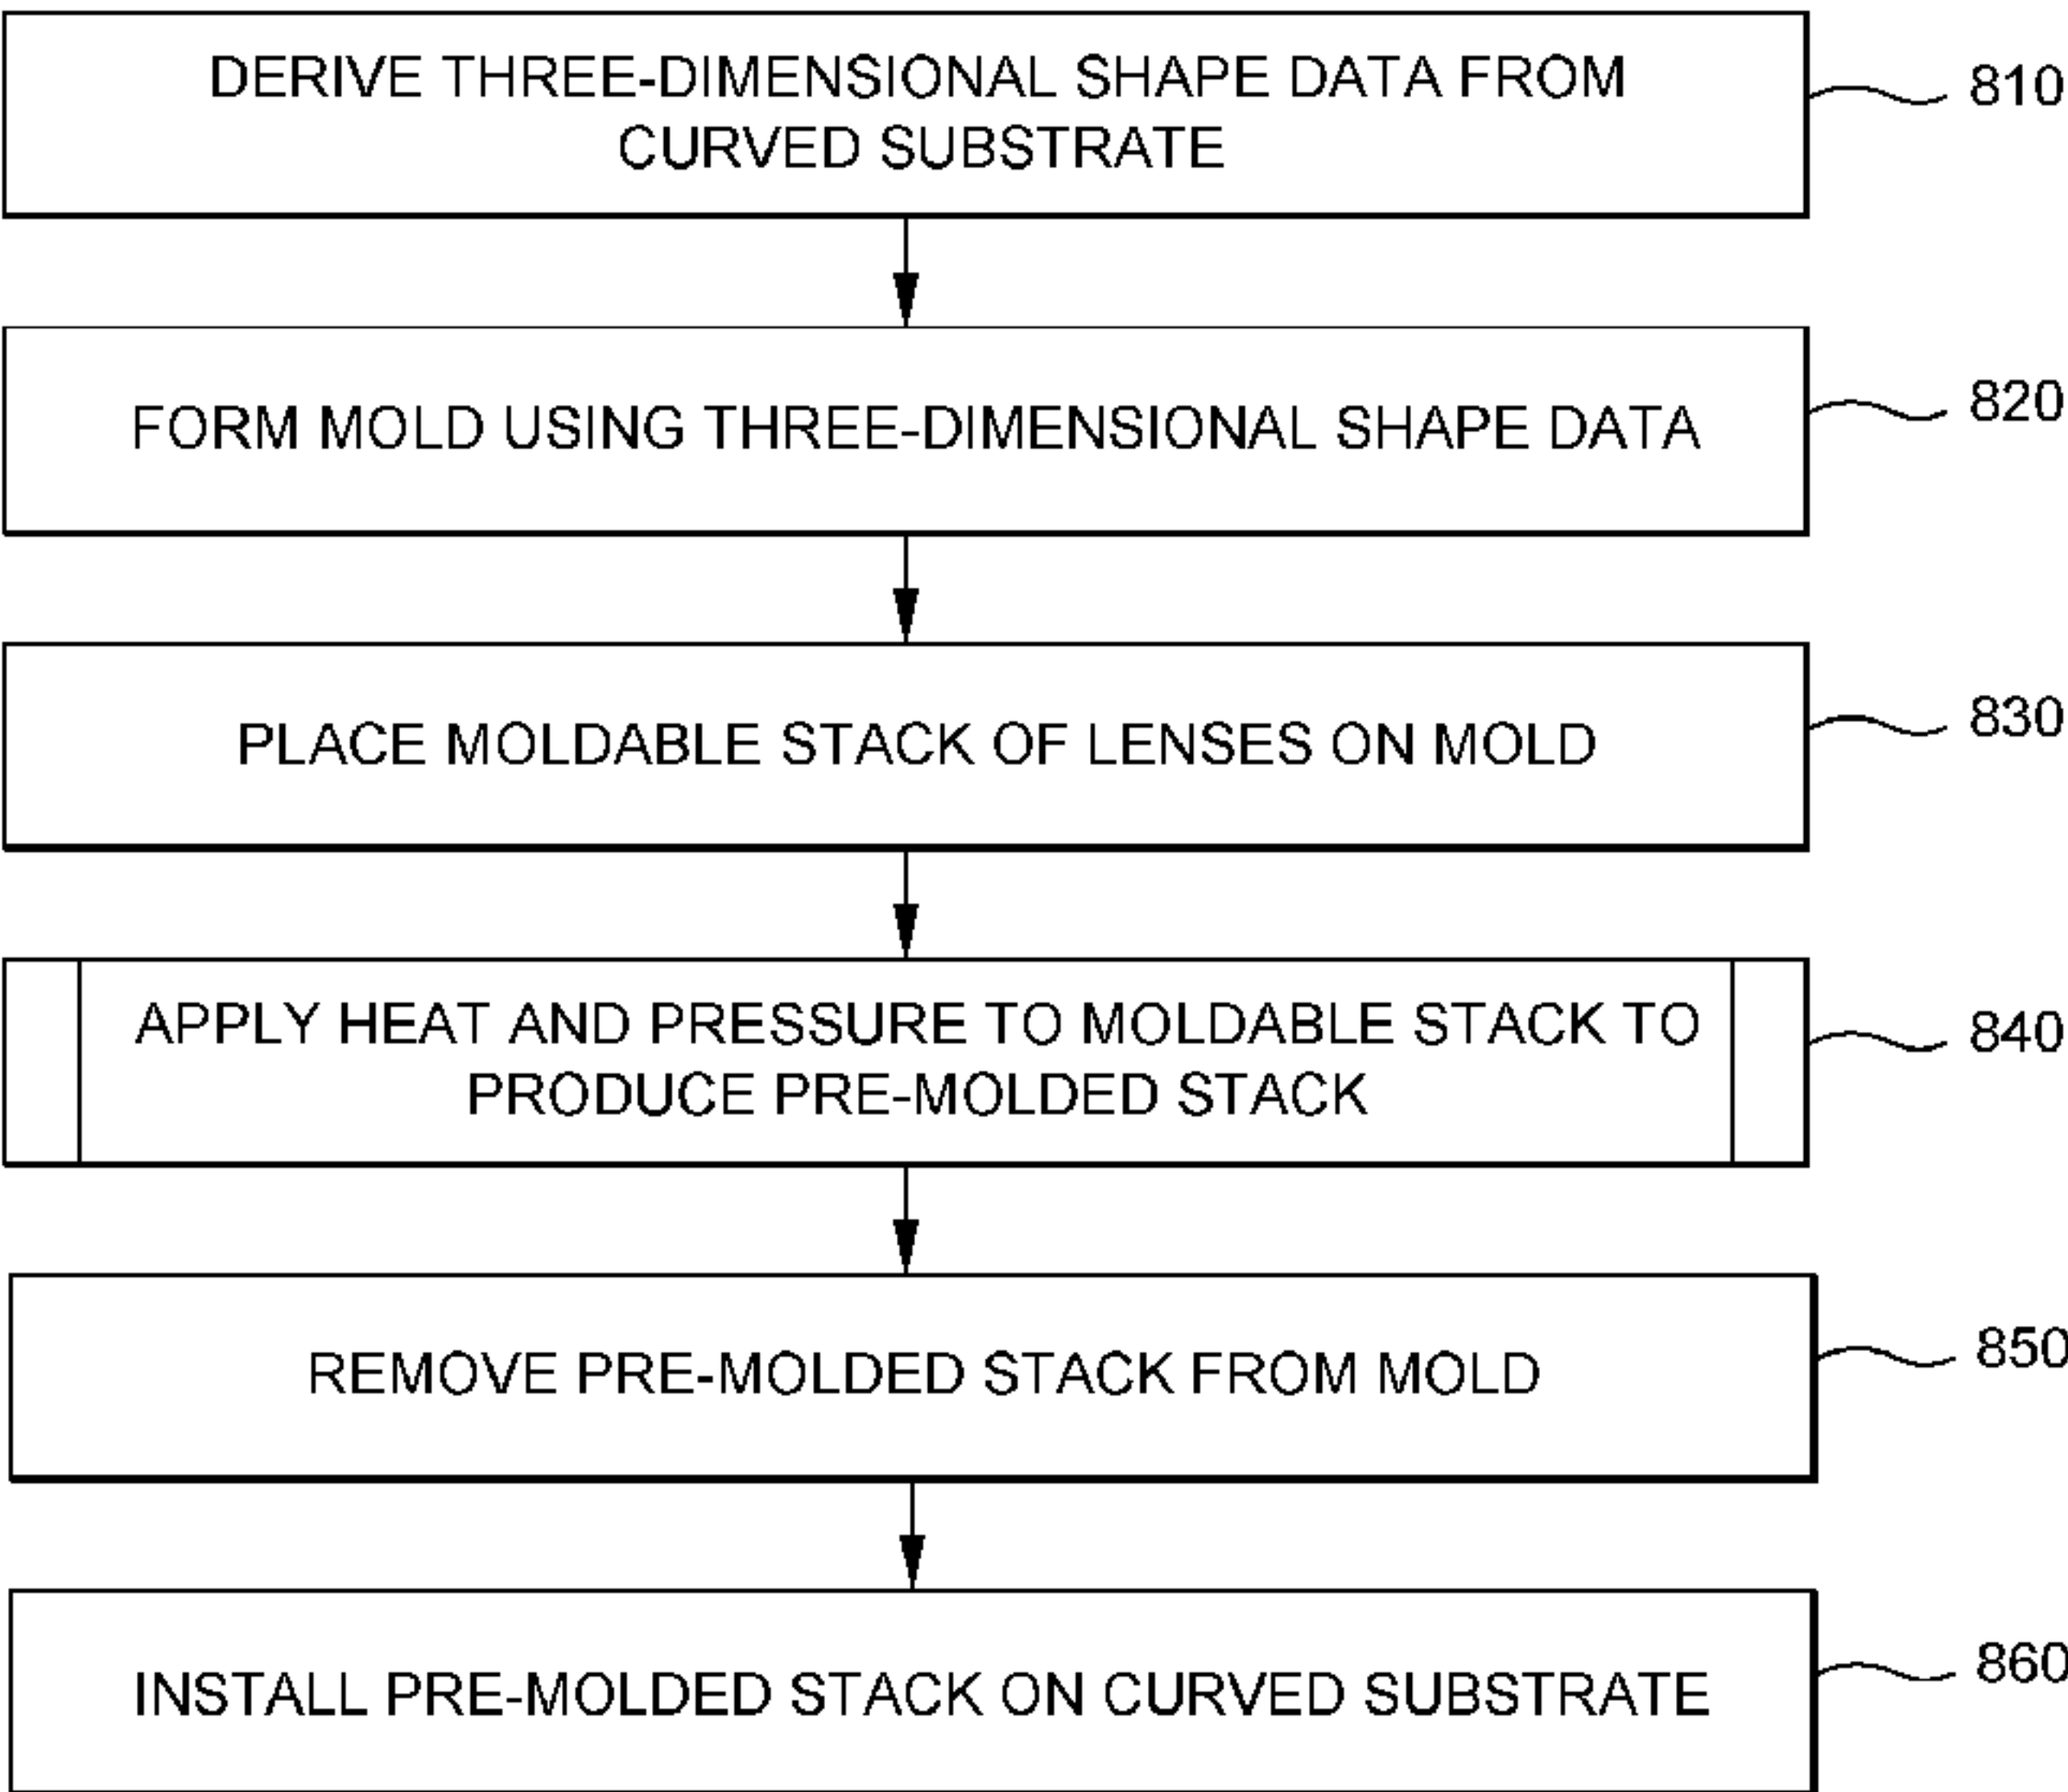 DERIVE THREE-DIMENSIONAL SHAPE DATA FROM
CURVED SUBSTRATE
810
FORM MOLD USING THREE-DIMENSIONAL SHAPE DATA
820
PLACE MOLDABLE STACK OF LENSES ON MOLD
830
APPLY HEAT AND PRESSURE TO MOLDABLE STACK TO
PRODUCE PRE-MOLDED STACK
840
REMOVE PRE-MOLDED STACK FROM MOLD
850
INSTALL PRE-MOLDED STACK ON CURVED SUBSTRATE
860